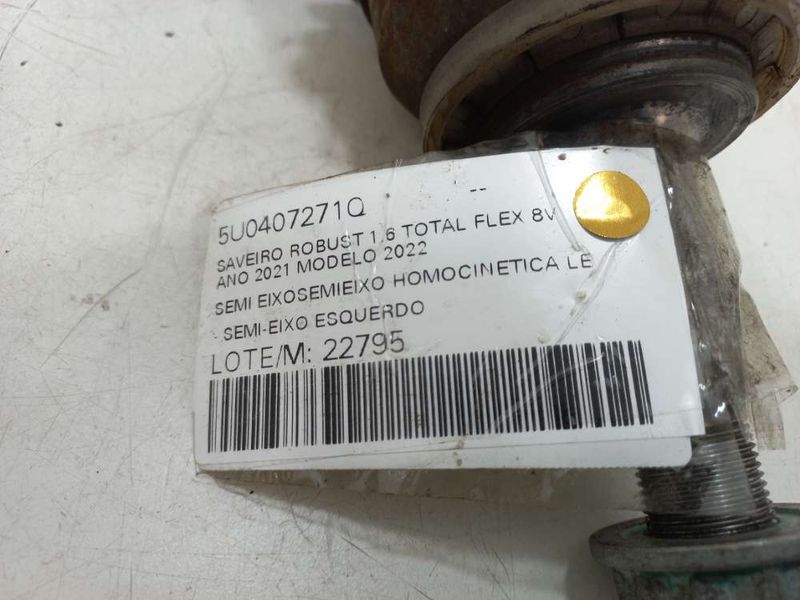 5U0407271Q --
SAVEIRO ROBUST 1.6 TOTAL FLEX 8V
ANO 2021 MODELO 2022
SEMI EIXOSEMIEIXO HOMOCINETICA LE
- SEMI-EIXO ESQUERDO
LOTE/M: 22795